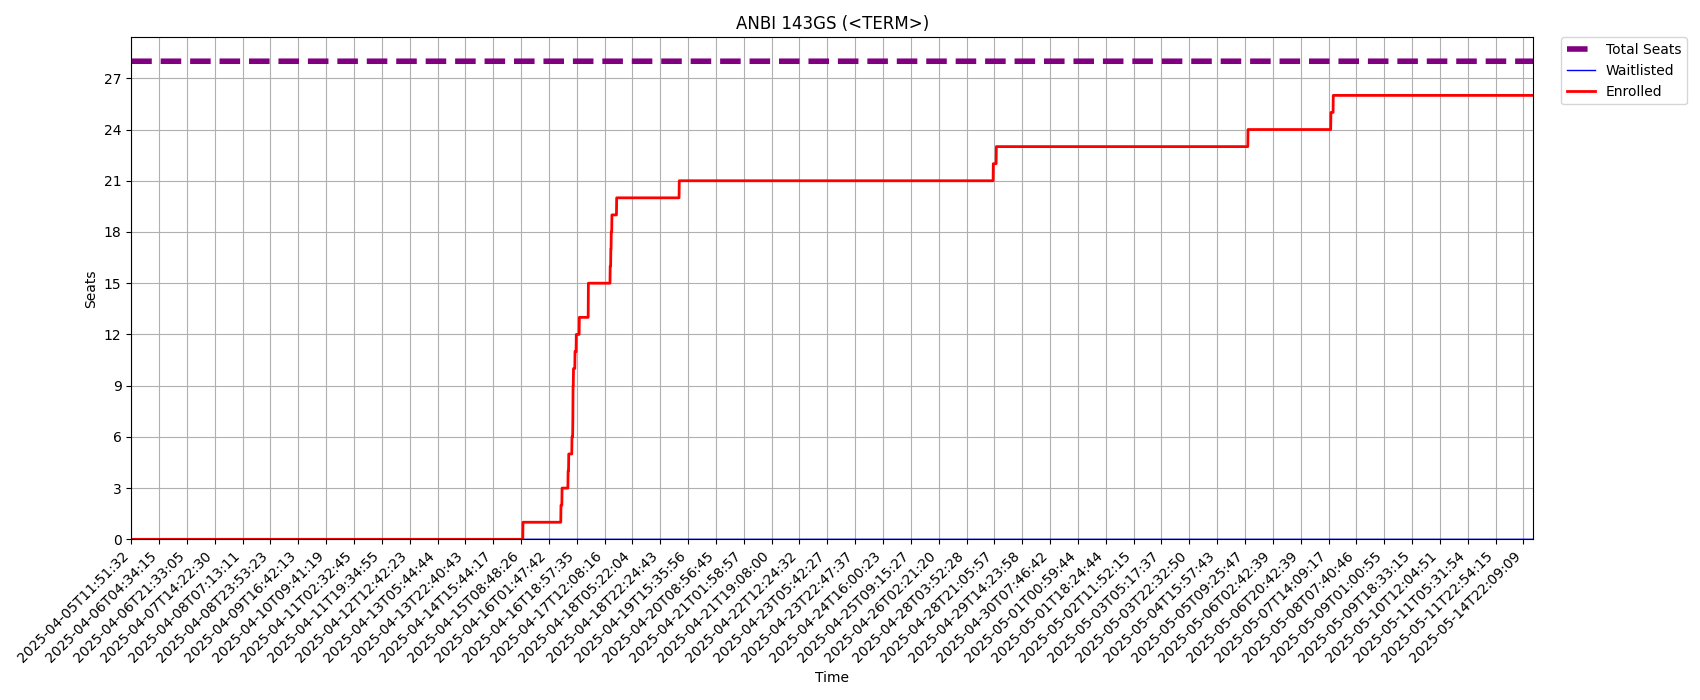 ANBI 143GS (<TERM>)
Total Seats
Waitlisted
Enrolled
Seats
27
24
21
18
15
12
9
6
3
0
2025-04-05T11:51:32
2025-04-06T04:34:15
2025-04-06T21:33:05
2025-04-07T14:22:30
2025-04-08T07:13:11
2025-04-08T23:53:23
2025-04-09T16:42:13
2025-04-10T09:41:19
2025-04-11T02:32:45
2025-04-11T19:34:55
2025-04-12T12:42:23
2025-04-13T05:44:44
2025-04-13T22:40:43
2025-04-14T15:44:17
2025-04-15T08:48:26
2025-04-16T01:47:42
2025-04-16T18:57:35
2025-04-17T12:08:16
2025-04-18T05:22:04
2025-04-18T22:24:43
2025-04-19T15:35:56
2025-04-20T08:56:45
2025-04-21T01:58:57
2025-04-21T19:08:00
2025-04-22T12:24:32
2025-04-23T05:42:27
2025-04-23T22:47:37
2025-04-24T16:00:23
2025-04-25T09:15:27
2025-04-26T02:21:20
2025-04-28T03:52:28
2025-04-28T21:05:57
2025-04-29T14:23:58
2025-04-30T07:46:42
2025-05-01T00:59:44
2025-05-01T18:24:44
2025-05-02T11:52:15
2025-05-03T05:17:37
2025-05-03T22:32:50
2025-05-04T15:57:43
2025-05-05T09:25:47
2025-05-06T02:42:39
2025-05-06T20:42:39
2025-05-07T14:09:17
2025-05-08T07:40:46
2025-05-09T01:00:55
2025-05-09T18:33:15
2025-05-10T12:04:51
2025-05-11T05:31:54
2025-05-11T22:54:15
2025-05-14T22:09:09
Time